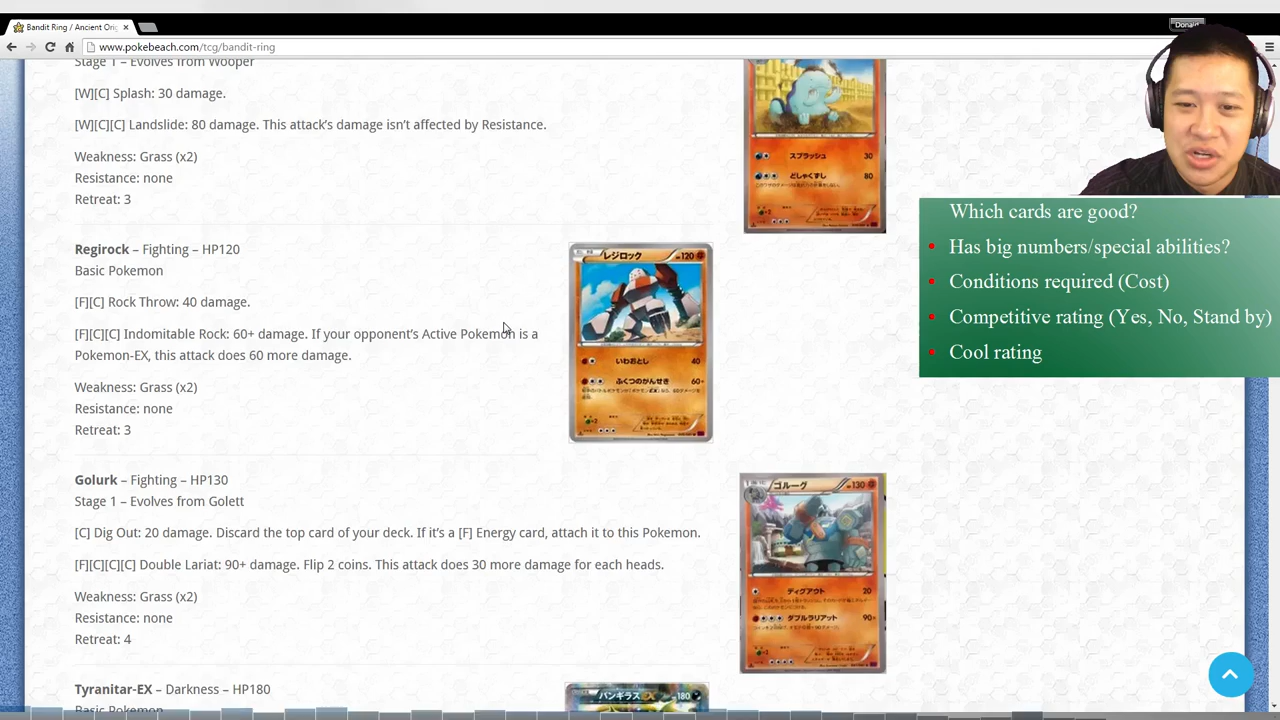 Bandit Ring / Ancient Orig
Donald
www.pokebeach.com/tcg/bandit-ring
Stage 1 – Evolves from Wooper
[W][C] Splash: 30 damage.
[W][C][C] Landslide: 80 damage. This attack's damage isn't affected by Resistance.
Weakness: Grass (x2)
Resistance: none
Retreat: 3
スプラッシュ 30
どしゃくずし 80
Regirock – Fighting – HP120
Basic Pokemon
[F][C] Rock Throw: 40 damage.
[F][C][C] Indomitable Rock: 60+ damage. If your opponent's Active Pokemon is a
Pokemon-EX, this attack does 60 more damage.
Weakness: Grass (x2)
Resistance: none
Retreat: 3
レジロック HP120
いわおとし 40
ふくつのがんせき 60+
Which cards are good?
• Has big numbers/special abilities?
• Conditions required (Cost)
• Competitive rating (Yes, No, Stand by)
• Cool rating
Golurk – Fighting – HP130
Stage 1 – Evolves from Golett
[C] Dig Out: 20 damage. Discard the top card of your deck. If it's a [F] Energy card, attach it to this Pokemon.
[F][C][C][C] Double Lariat: 90+ damage. Flip 2 coins. This attack does 30 more damage for each heads.
Weakness: Grass (x2)
Resistance: none
Retreat: 4
ゴルーグ HP130
ディグアウト 20
ダブルラリアット 90+
Tyranitar-EX – Darkness – HP180
Basic Pokemon
バンギラスEX HP180